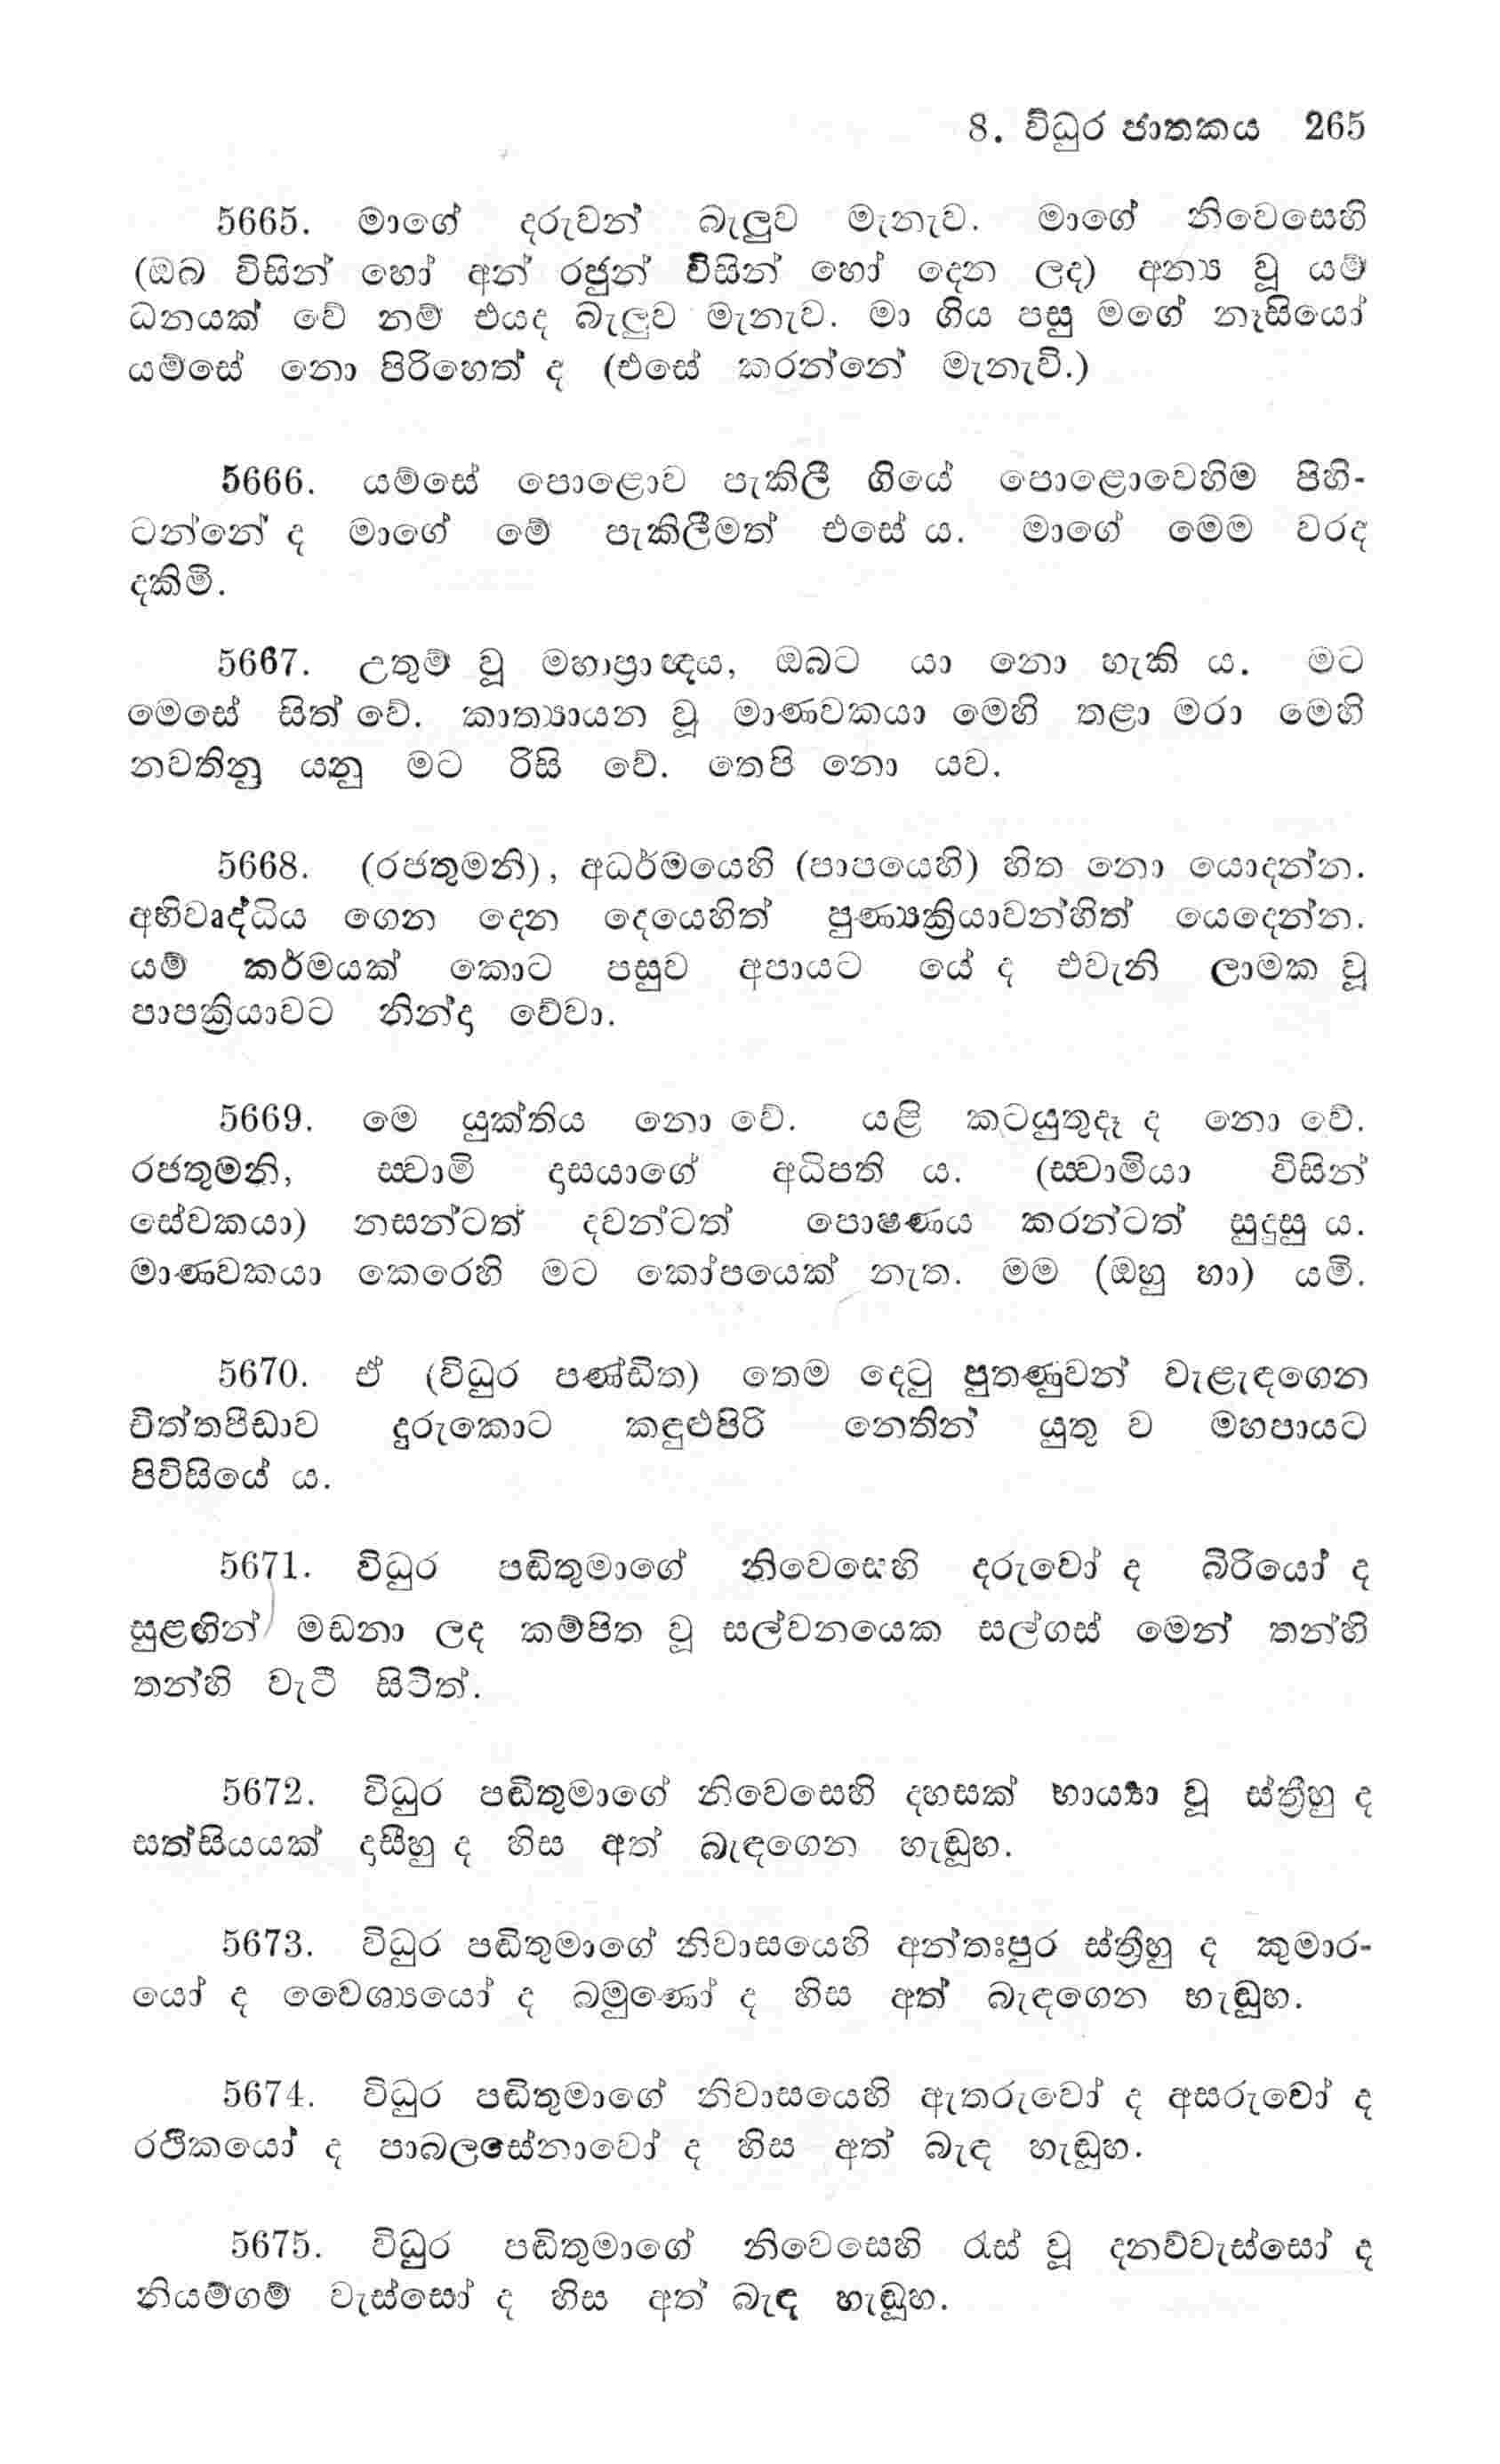 8. විධුර ජාතකය 265
5665. මාගේ දරුවන් බැලුව මැනැව. මාගේ නිවෙසෙහි
(ඔබ විසින් හෝ අන් රජුන් විසින් හෝ දෙන ලද) අන්‍ය වූ යම්
ධනයක් වේ නම් එයද බැලුව මැනැව. මා ගිය පසු මගේ නෑසියෝ
යම්සේ නො පිරිහෙත් ද (එසේ කරන්නේ මැනැවි.)
5666. යම්සේ පොළොව පැකිලී ගියේ පොළොවෙහිම පිහි-
ටන්නේ ද මාගේ මේ පැකිලීමත් එසේ ය. මාගේ මෙම වරද
දකිමි.
5667. උතුම් වූ මහාප්‍රාඥය, ඔබට යා නො හැකි ය. මට
මෙසේ සිත් වේ. කාත්‍යායන වූ මාණවකයා මෙහි තළා මරා මෙහි
නවතිනු යනු මට රිසි වේ. තෙපි නො යව.
5668. (රජතුමනි), අධර්මයෙහි (පාපයෙහි) හිත නො යොදන්න.
අභිවෘද්ධිය ගෙන දෙන දෙයෙහිත් පුණ්‍යක්‍රියාවන්හිත් යෙදෙන්න.
යම් කර්මයක් කොට පසුව අපායට යේ ද එවැනි ලාමක වූ
පාපක්‍රියාවට නින්දා වේවා.
5669. මෙ යුක්තිය නො වේ. යළි කටයුතුදෑ ද නො වේ.
රජතුමනි, ස්වාමි දාසයාගේ අධිපති ය. (ස්වාමියා විසින්
සේවකයා) නසන්ටත් දවන්ටත් පොෂණය කරන්ටත් සුදුසු ය.
මාණවකයා කෙරෙහි මට කෝපයෙක් නැත. මම (ඔහු හා) යමි.
5670. ඒ (විධුර පණ්ඩිත) තෙම දෙටු පුතණුවන් වැළැඳගෙන
චිත්තපීඩාව දුරුකොට කඳුළුපිරි නෙතින් යුතු ව මහපායට
පිවිසියේ ය.
5671. විධුර පඬිතුමාගේ නිවෙසෙහි දරුවෝ ද බිරියෝ ද
සුළඟින් මඩනා ලද කම්පිත වූ සල්වනයෙක සල්ගස් මෙන් තන්හි
තන්හි වැටී සිටිත්.
5672. විධුර පඬිතුමාගේ නිවෙසෙහි දහසක් භාර්‍ය්‍යා වූ ස්ත්‍රීහු ද
සත්සියයක් දාසීහු ද හිස අත් බැඳගෙන හැඬූහ.
5673. විධුර පඬිතුමාගේ නිවාසයෙහි අන්තඃපුර ස්ත්‍රීහු ද කුමාර-
යෝ ද වෛශ්‍යයෝ ද බමුණෝ ද හිස අත් බැඳගෙන හැඬූහ.
5674. විධුර පඬිතුමාගේ නිවාසයෙහි ඇතරුවෝ ද අසරුවෝ ද
රථිකයෝ ද පාබලසේනාවෝ ද හිස අත් බැඳ හැඬූහ.
5675. විධුර පඬිතුමාගේ නිවෙසෙහි රැස් වූ දනව්වැස්සෝ ද
නියම්ගම් වැස්සෝ ද හිස අත් බැඳ හැඬූහ.